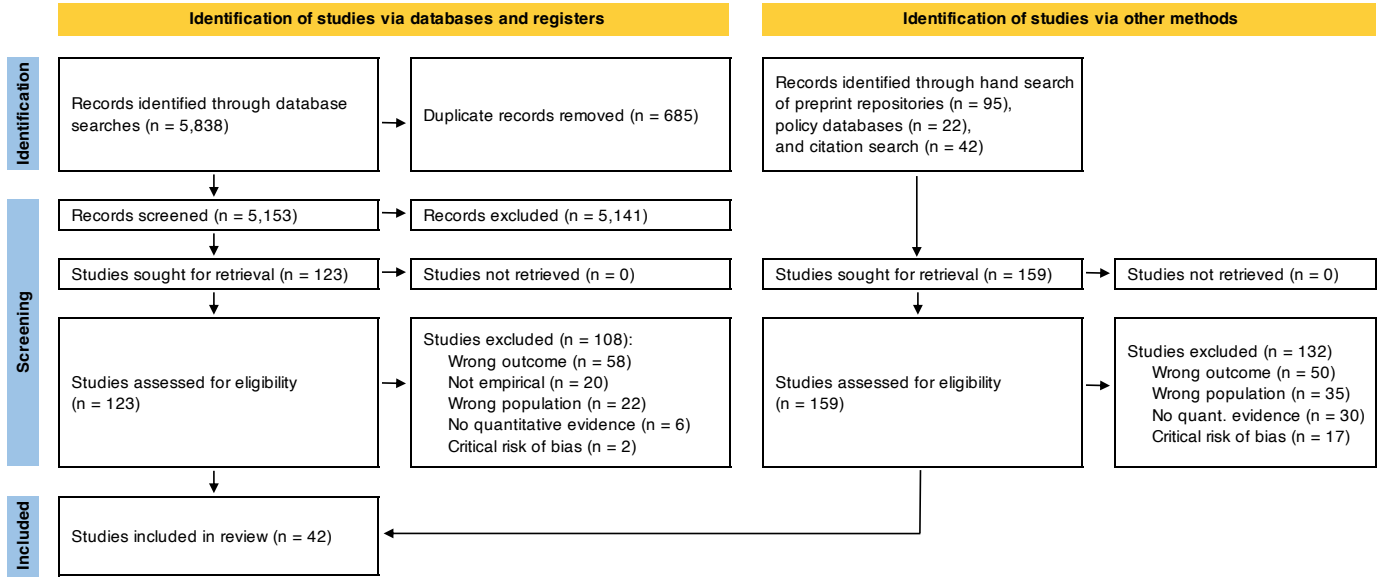 Identification of studies via databases and registers
Identification of studies via other methods
Identification
Records identified through database
searches (n = 5,838)
Duplicate records removed (n = 685)
Records identified through hand search
of preprint repositories (n = 95),
policy databases (n = 22),
and citation search (n = 42)
Screening
Records screened (n = 5,153)
Records excluded (n = 5,141)
Studies sought for retrieval (n = 123)
Studies not retrieved (n = 0)
Studies sought for retrieval (n = 159)
Studies not retrieved (n = 0)
Studies assessed for eligibility
(n = 123)
Studies excluded (n = 108):
Wrong outcome (n = 58)
Not empirical (n = 20)
Wrong population (n = 22)
No quantitative evidence (n = 6)
Critical risk of bias (n = 2)
Studies assessed for eligibility
(n = 159)
Studies excluded (n = 132)
Wrong outcome (n = 50)
Wrong population (n = 35)
No quant. evidence (n = 30)
Critical risk of bias (n = 17)
Included
Studies included in review (n = 42)